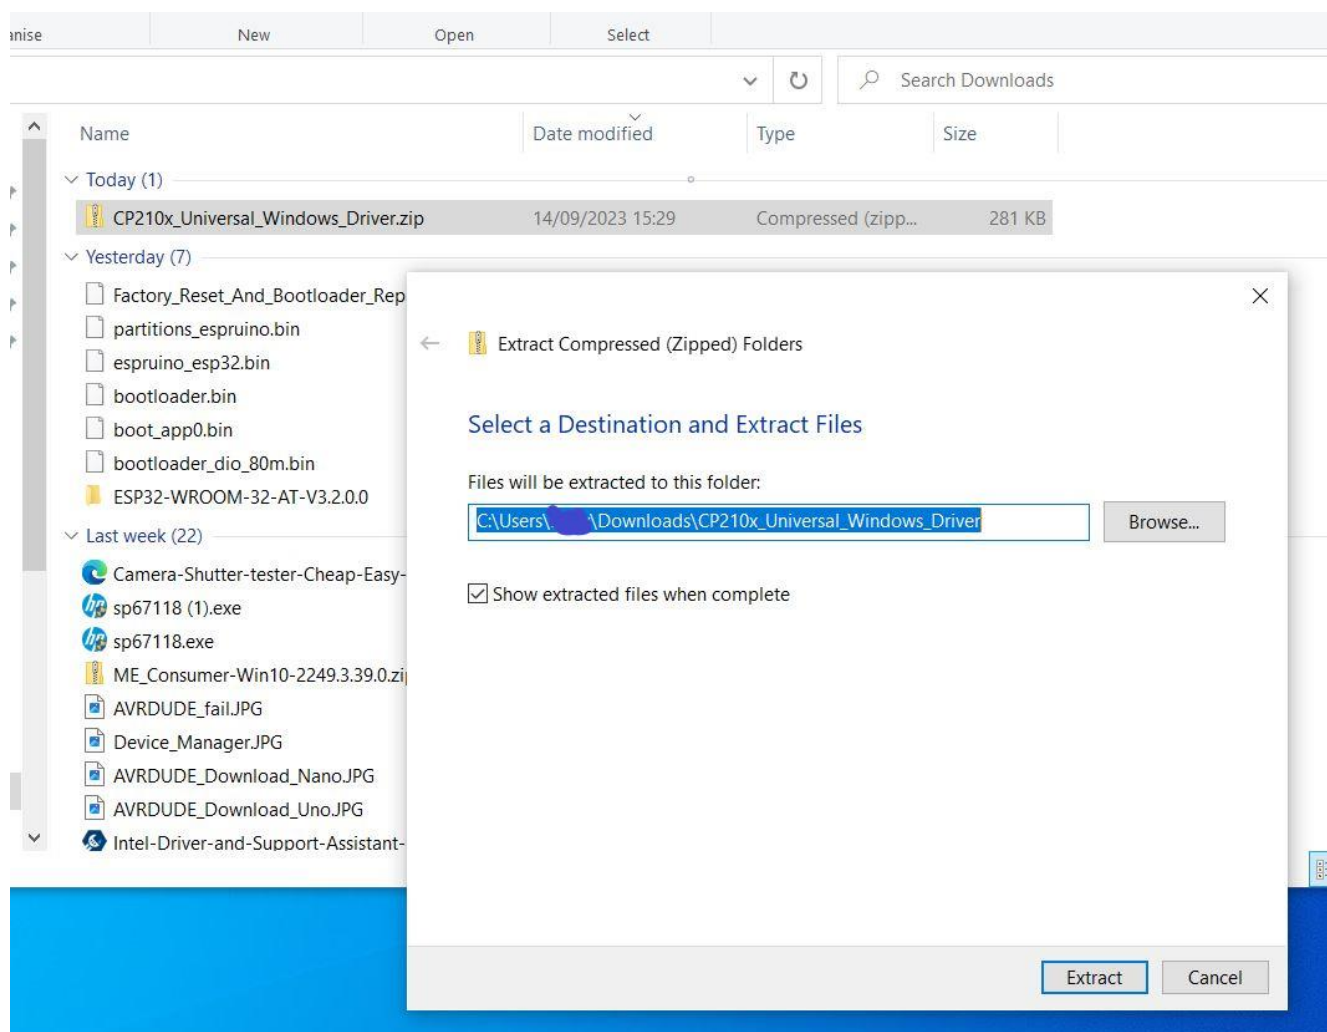 anise New Open Select
Search Downloads
Name Date modified Type Size
Today (1)
CP210x_Universal_Windows_Driver.zip 14/09/2023 15:29 Compressed (zipp... 281 KB
Yesterday (7)
Factory_Reset_And_Bootloader_Rep
partitions_espruino.bin
espruino_esp32.bin
bootloader.bin
boot_app0.bin
bootloader_dio_80m.bin
ESP32-WROOM-32-AT-V3.2.0.0
Last week (22)
Camera-Shutter-tester-Cheap-Easy-
sp67118 (1).exe
sp67118.exe
ME_Consumer-Win10-2249.3.39.0.zip
AVRDUDE_fail.JPG
Device_Manager.JPG
AVRDUDE_Download_Nano.JPG
AVRDUDE_Download_Uno.JPG
Intel-Driver-and-Support-Assistant-
Extract Compressed (Zipped) Folders
Select a Destination and Extract Files
Files will be extracted to this folder:
C:\Users\ \Downloads\CP210x_Universal_Windows_Driver
Browse...
Show extracted files when complete
Extract Cancel